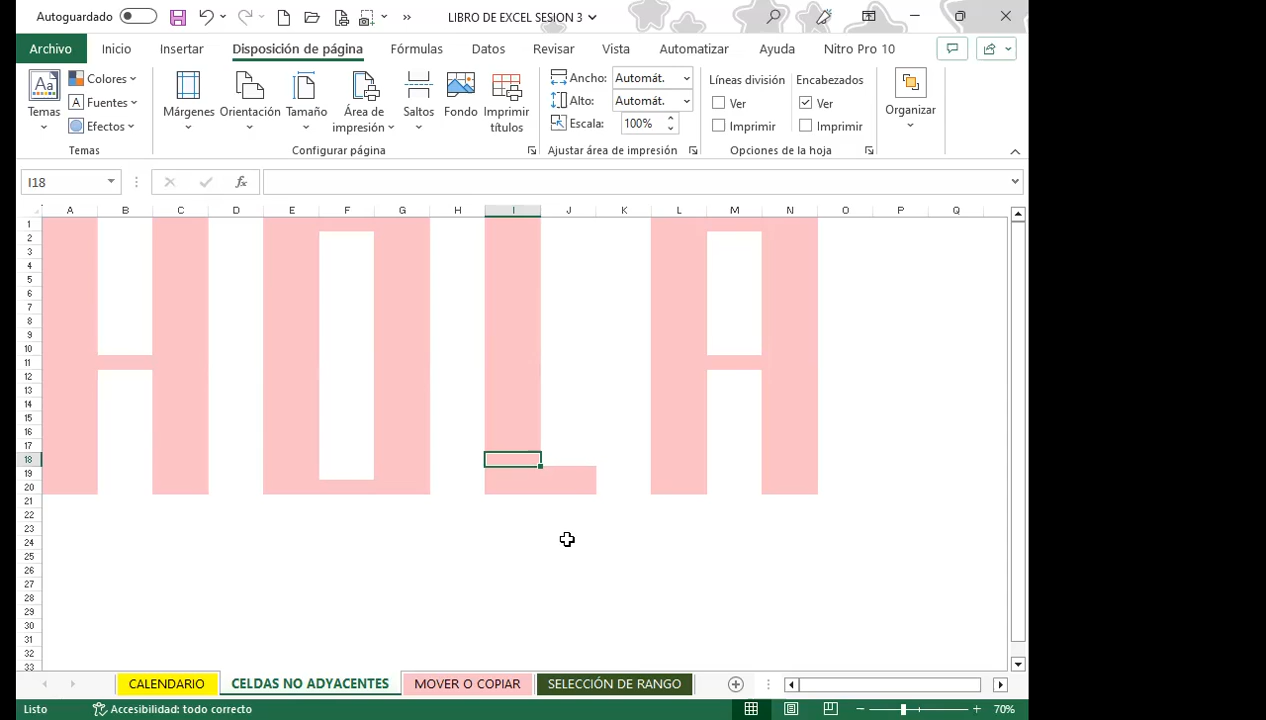 Autoguardado
LIBRO DE EXCEL SESION 3
Archivo Inicio Insertar Disposición de página Fórmulas Datos Revisar Vista Automatizar Ayuda Nitro Pro 10
Temas
Colores
Fuentes
Efectos
Temas
Márgenes
Orientación
Tamaño
Área de impresión
Saltos
Fondo
Imprimir títulos
Configurar página
Ancho: Automát.
Alto: Automát.
Escala: 100%
Ajustar área de impresión
Líneas división
Ver
Imprimir
Encabezados
Ver
Imprimir
Opciones de la hoja
Organizar
I18
fx
A B C D E F G H I J K L M N O P Q
1
2
3
4
5
6
7
8
9
10
11
12
13
14
15
16
17
18
19
20
21
22
23
24
25
26
27
28
29
30
31
32
33
HOLA
CALENDARIO CELDAS NO ADYACENTES MOVER O COPIAR SELECCIÓN DE RANGO
Listo Accesibilidad: todo correcto 70%